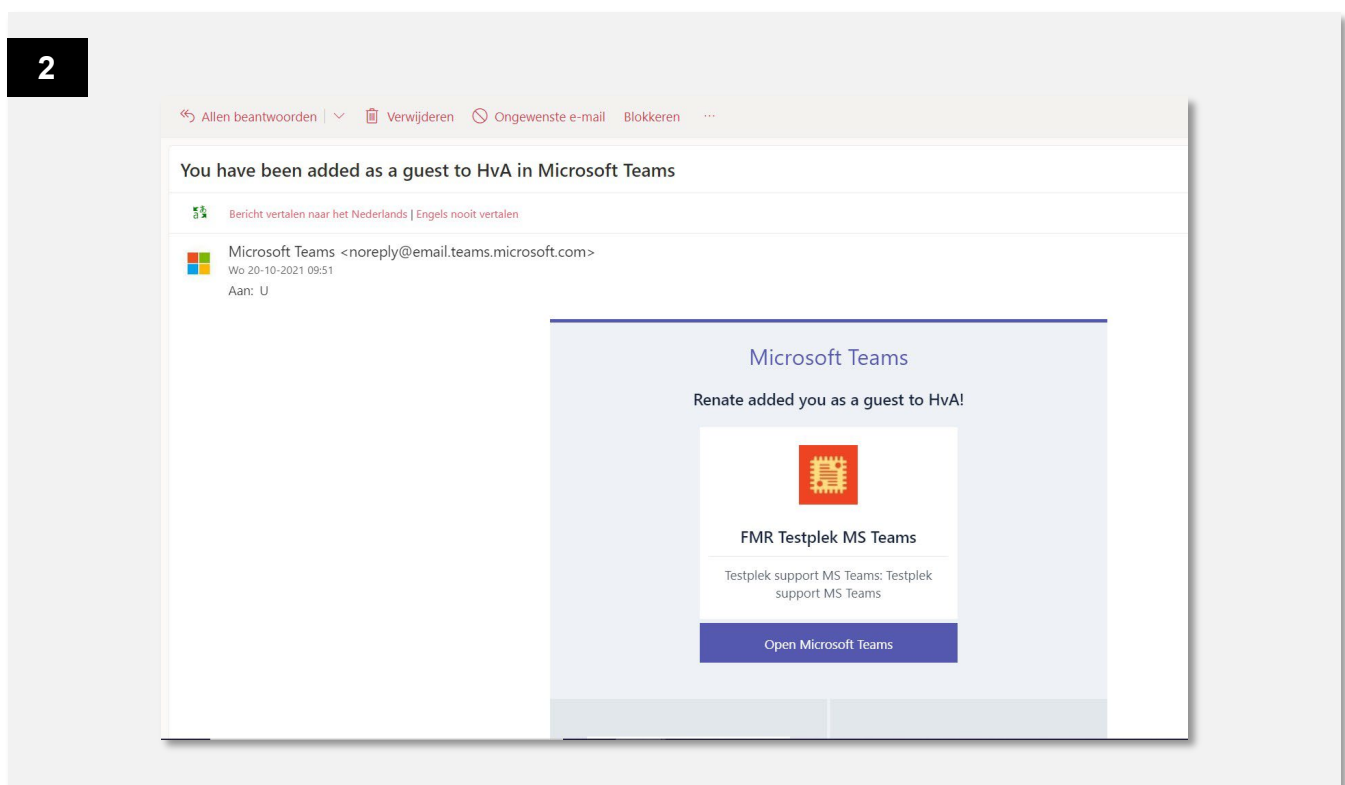 2
Allen beantwoorden | Verwijderen Ongewenste e-mail Blokkeren ...
You have been added as a guest to HvA in Microsoft Teams
Bericht vertalen naar het Nederlands | Engels nooit vertalen
Microsoft Teams <noreply@email.teams.microsoft.com>
Wo 20-10-2021 09:51
Aan: U
Microsoft Teams
Renate added you as a guest to HvA!
FMR Testplek MS Teams
Testplek support MS Teams: Testplek
support MS Teams
Open Microsoft Teams